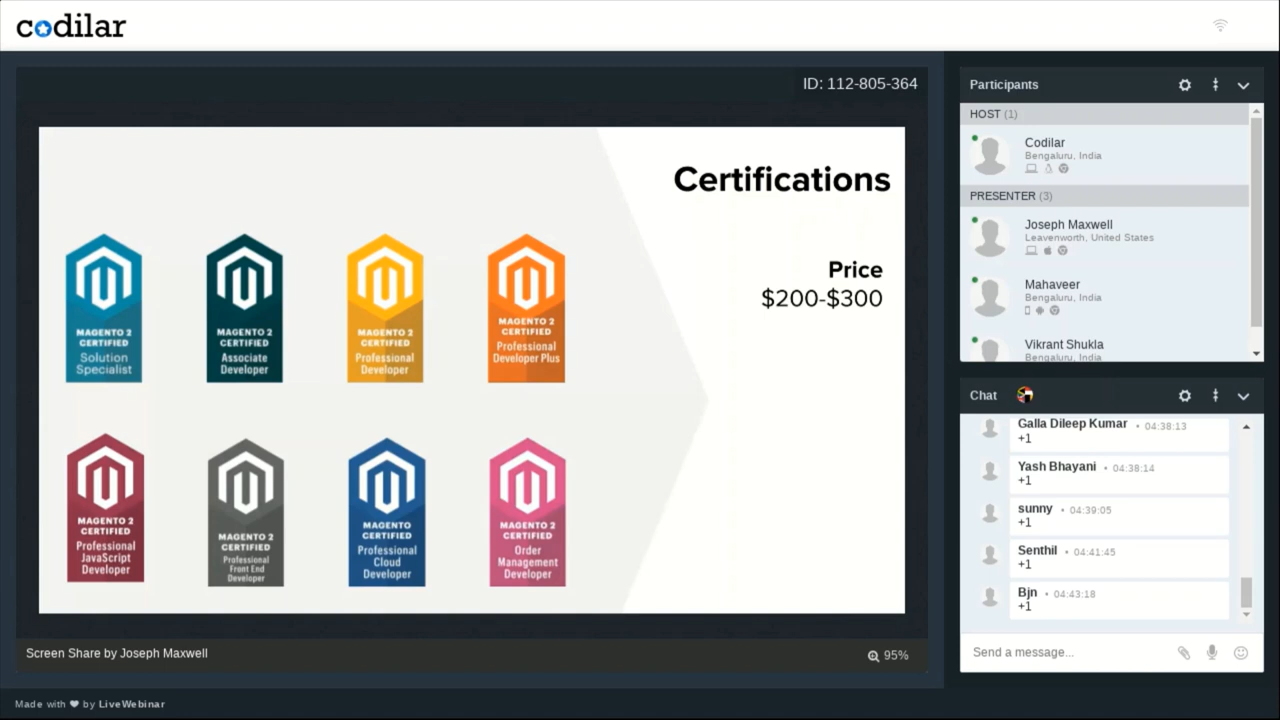 codilar
ID: 112-805-364
Certifications
Price
$200-$300
MAGENTO 2
CERTIFIED
Solution
Specialist
MAGENTO 2
CERTIFIED
Associate
Developer
MAGENTO 2
CERTIFIED
Professional
Developer
MAGENTO 2
CERTIFIED
Professional
Developer Plus
MAGENTO 2
CERTIFIED
Professional
JavaScript
Developer
MAGENTO 2
CERTIFIED
Professional
Front End
Developer
MAGENTO
CERTIFIED
Professional
Cloud
Developer
MAGENTO 2
CERTIFIED
Order
Management
Developer
Screen Share by Joseph Maxwell
95%
Participants
HOST (1)
Codilar
Bengaluru, India
PRESENTER (3)
Joseph Maxwell
Leavenworth, United States
Mahaveer
Bengaluru, India
Vikrant Shukla
Bengaluru, India
Chat
Galla Dileep Kumar • 04:38:13
+1
Yash Bhayani • 04:38:14
+1
sunny • 04:39:05
+1
Senthil • 04:41:45
+1
Bjn • 04:43:18
+1
Send a message...
Made with ❤ by LiveWebinar